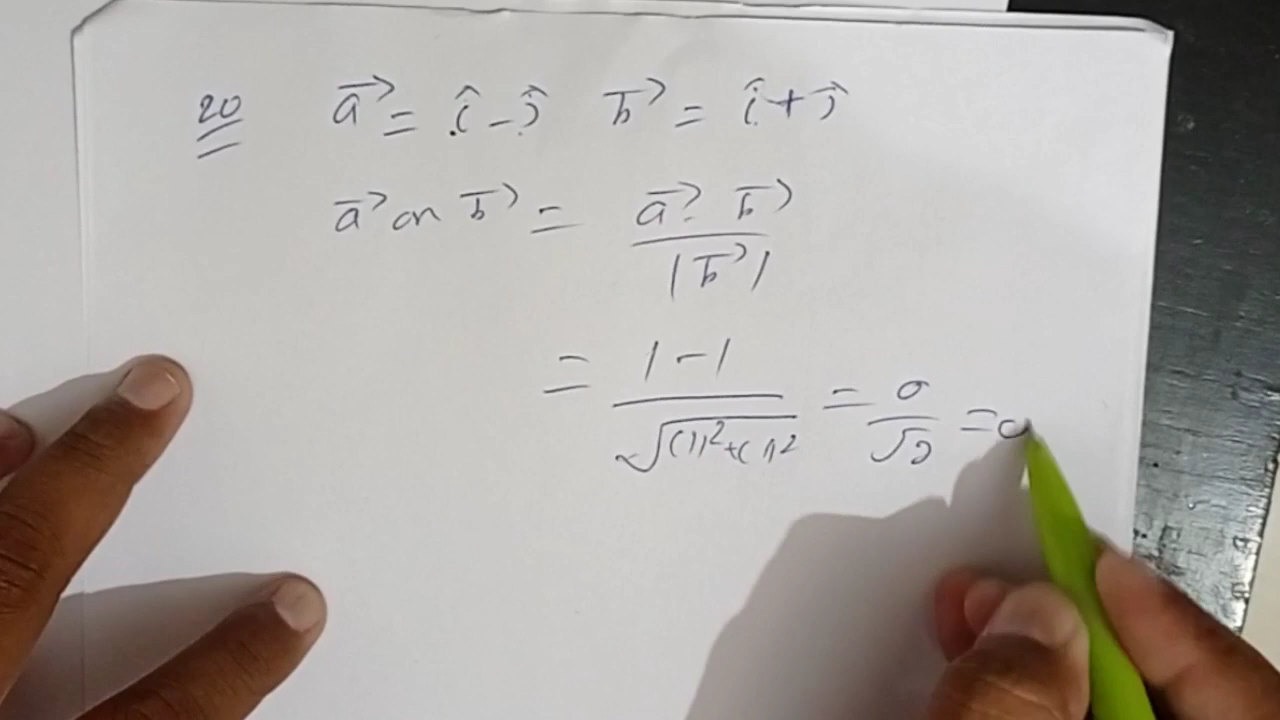 20 a⃗ = î - ĵ b⃗ = î + ĵ
a⃗ on b⃗ = a⃗ . b⃗ / |b⃗|
= 1 - 1 / √(1)² + (1)² = 0 / √2 = 0